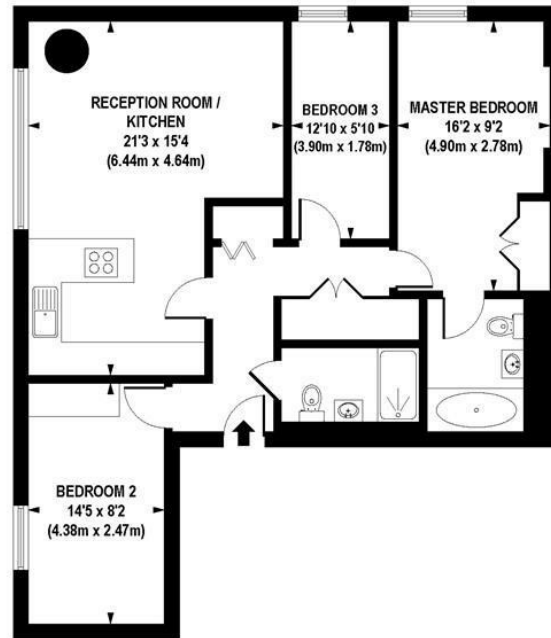 RECEPTION ROOM /
KITCHEN
21'3 x 15'4
(6.44m x 4.64m)
BEDROOM 3
12'10 x 5'10
(3.90m x 1.78m)
MASTER BEDROOM
16'2 x 9'2
(4.90m x 2.78m)
BEDROOM 2
14'5 x 8'2
(4.38m x 2.47m)